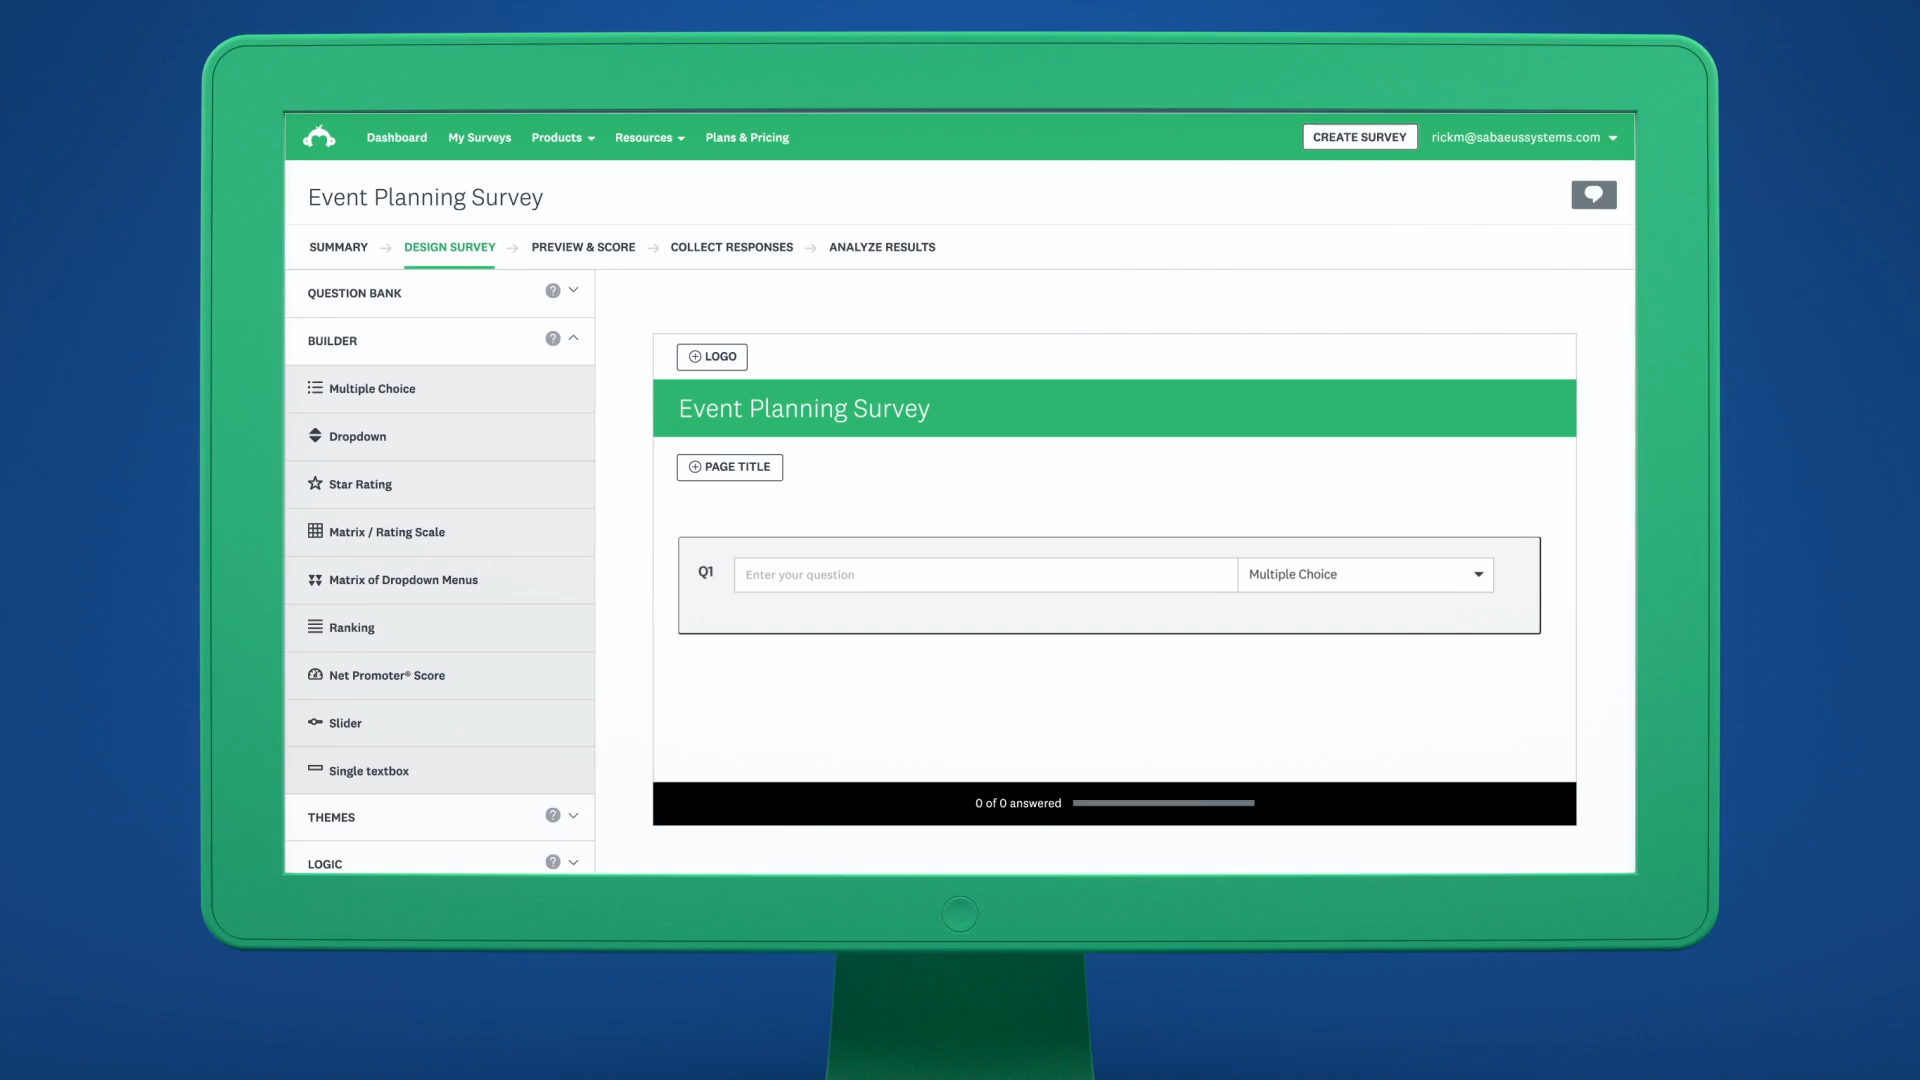 Dashboard My Surveys Products Resources Plans & Pricing CREATE SURVEY rickm@sabaeussystems.com
Event Planning Survey
SUMMARY DESIGN SURVEY PREVIEW & SCORE COLLECT RESPONSES ANALYZE RESULTS
QUESTION BANK ?
BUILDER ?
Multiple Choice
Dropdown
Star Rating
Matrix / Rating Scale
Matrix of Dropdown Menus
Ranking
Net Promoter® Score
Slider
Single textbox
THEMES ?
LOGIC ?
LOGO
Event Planning Survey
PAGE TITLE
Q1 Enter your question Multiple Choice
0 of 0 answered